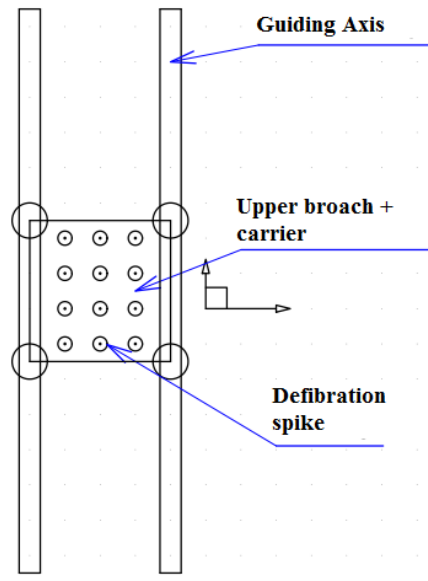 Guiding Axis
Upper broach +
carrier
Defibration
spike